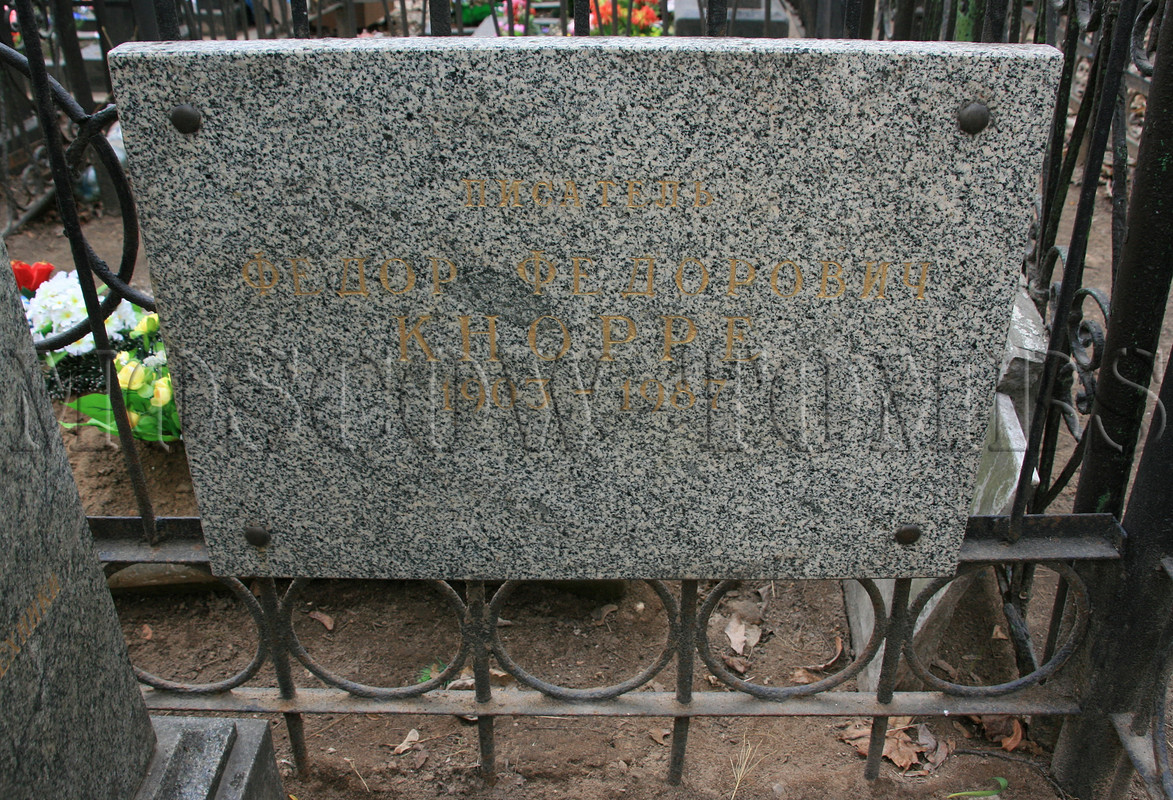 ПИСАТЕЛЬ
ФЕДОР ФЕДОРОВИЧ
КНОРРЕ
1903 - 1987